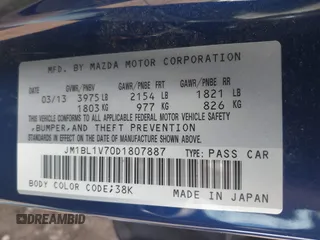 MFD. BY MAZDA MOTOR CORPORATION
GVWR/PNBV GAWR/PNBE FR GAWR/PNBE RR
03/13 3975 LB 2154 LB 1821 LB
1803 KG 977 KG 826 KG
THIS VEHICLE CONFORMS TO ALL APPLICABLE FEDERAL MOTOR VEHICLE SAFETY
,BUMPER,AND THEFT PREVENTION
STANDARDS IN EFFECT ON THE DATE OF MANUFACTURE SHOWN ABOVE.
JM1BL1V70D1807887 TYPE: PASS CAR
BODY COLOR CODE;38K MADE IN JAPAN
DREAMBID